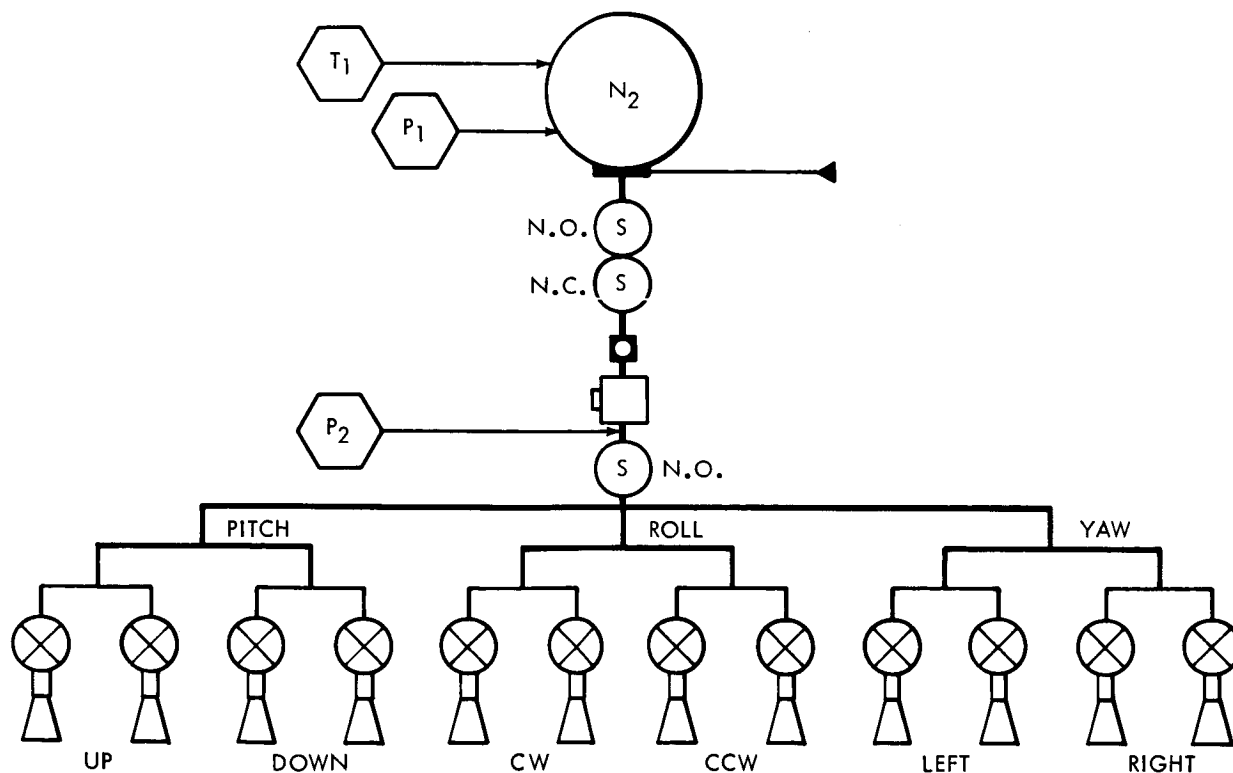 T1
N2
P1
N.O.
S
N.C.
S
P2
S
N.O.
PITCH
ROLL
YAW
UP
DOWN
CW
CCW
LEFT
RIGHT